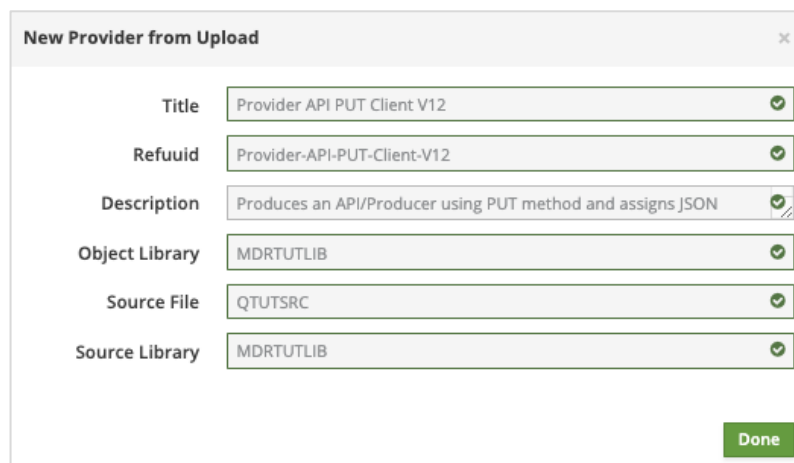 New Provider from Upload ×
Title Provider API PUT Client V12
Refuuid Provider-API-PUT-Client-V12
Description Produces an API/Producer using PUT method and assigns JSON
Object Library MDRTUTLIB
Source File QTUTSRC
Source Library MDRTUTLIB
Done